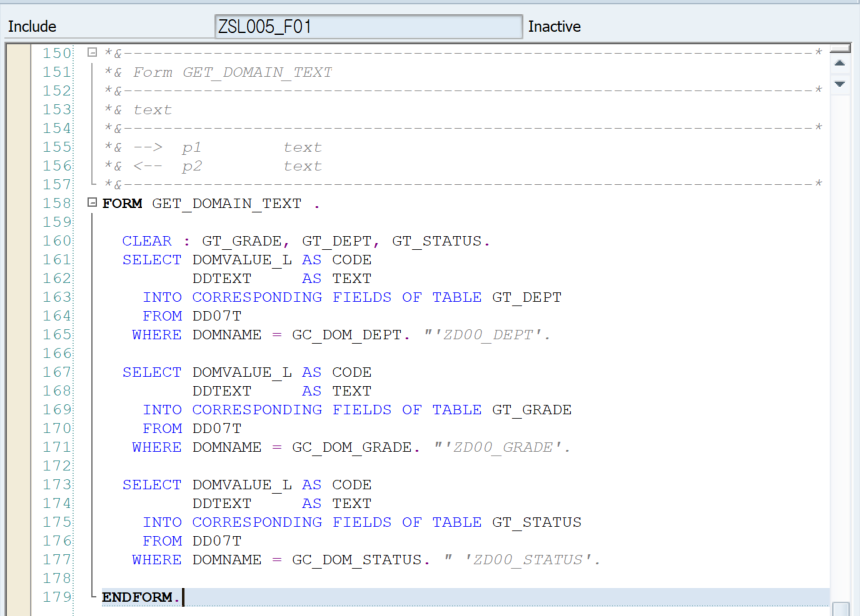 Include ZSL005_F01 Inactive
150 *&---------------------------------------------------------------------*
151 *& Form GET_DOMAIN_TEXT
152 *&---------------------------------------------------------------------*
153 *& text
154 *&---------------------------------------------------------------------*
155 *& -->  p1        text
156 *& <--  p2        text
157 *&---------------------------------------------------------------------*
158 FORM GET_DOMAIN_TEXT .
159
160   CLEAR : GT_GRADE, GT_DEPT, GT_STATUS.
161   SELECT DOMVALUE_L AS CODE
162          DDTEXT     AS TEXT
163     INTO CORRESPONDING FIELDS OF TABLE GT_DEPT
164     FROM DD07T
165    WHERE DOMNAME = GC_DOM_DEPT. "'ZD00_DEPT'.
166
167   SELECT DOMVALUE_L AS CODE
168          DDTEXT     AS TEXT
169     INTO CORRESPONDING FIELDS OF TABLE GT_GRADE
170     FROM DD07T
171    WHERE DOMNAME = GC_DOM_GRADE. "'ZD00_GRADE'.
172
173   SELECT DOMVALUE_L AS CODE
174          DDTEXT     AS TEXT
175     INTO CORRESPONDING FIELDS OF TABLE GT_STATUS
176     FROM DD07T
177    WHERE DOMNAME = GC_DOM_STATUS. " 'ZD00_STATUS'.
178
179 ENDFORM.